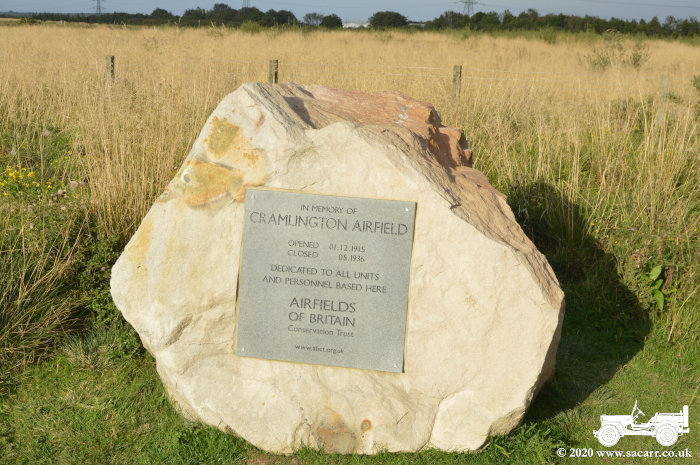 IN MEMORY OF
CRAMLINGTON AIRFIELD
OPENED 01.12.1915
CLOSED 05.1936
DEDICATED TO ALL UNITS
AND PERSONNEL BASED HERE
AIRFIELDS
OF BRITAIN
Conservation Trust
www.abct.org.uk
© 2020 www.sacarr.co.uk